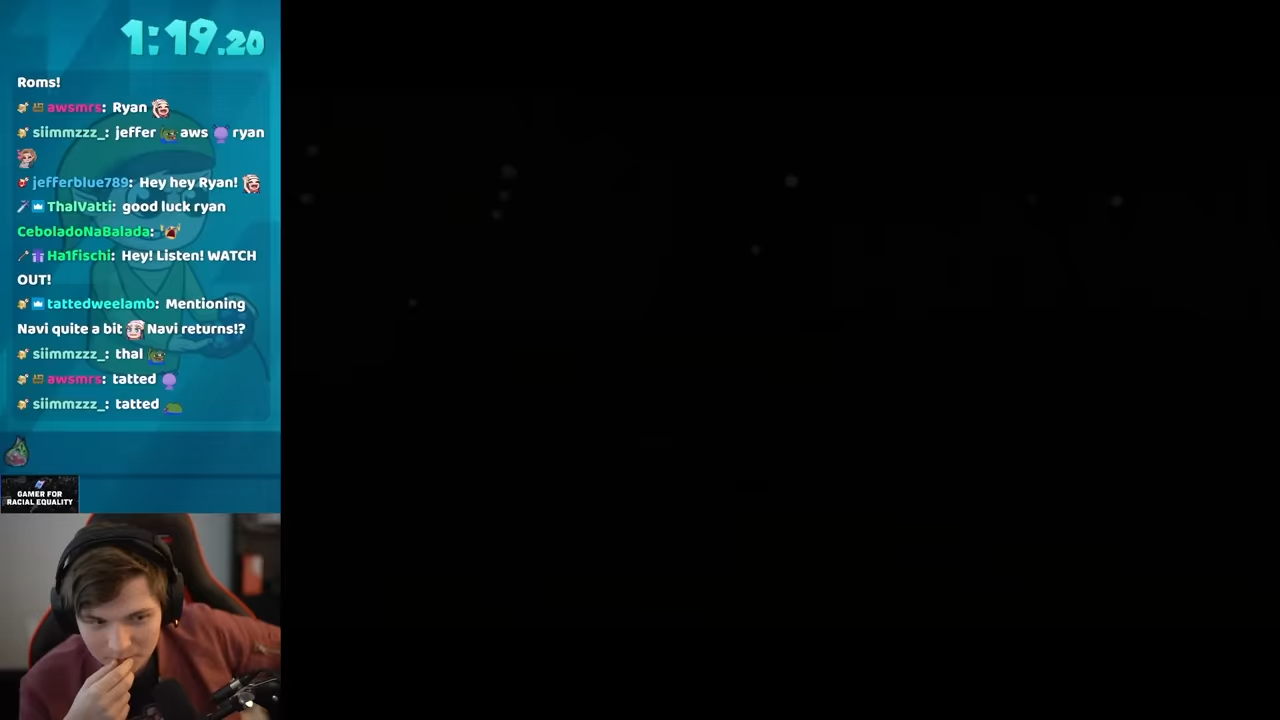 1:19.20
Roms!
awsmrs: Ryan
siimmzzz_: jeffer aws ryan
jefferblue789: Hey hey Ryan!
ThalVatti: good luck ryan
CeboladoNaBalada:
Ha1fischi: Hey! Listen! WATCH
OUT!
tattedweelamb: Mentioning
Navi quite a bit Navi returns!?
siimmzzz_: thal
awsmrs: tatted
siimmzzz_: tatted
GAMER FOR
RACIAL EQUALITY